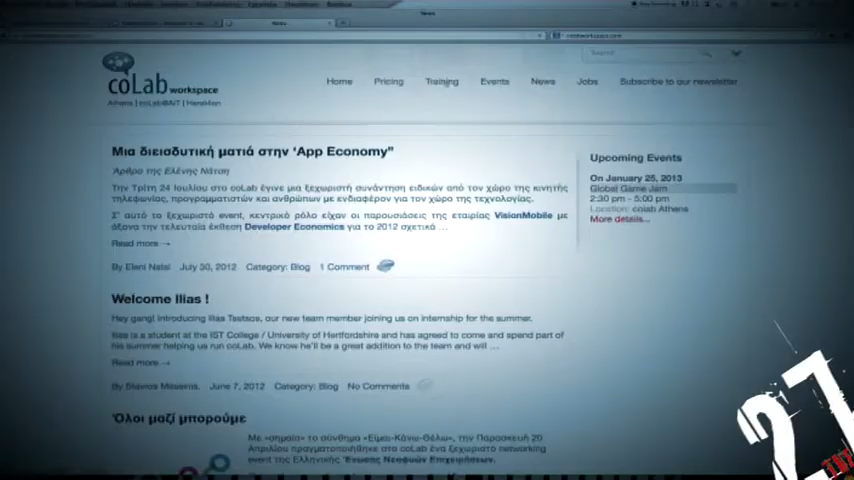 News
coLab workspace
Athens | coLab@AIT | Heraklion
Search
Home Pricing Training Events News Jobs Subscribe to our newsletter
Μια διεισδυτική ματιά στην ‘App Economy”
Άρθρο της Ελένης Νάτση
Την Τρίτη 24 Ιουλίου στο coLab έγινε μια ξεχωριστή συνάντηση ειδικών από τον χώρο της κινητής
τηλεφωνίας, προγραμματιστών και ανθρώπων με ενδιαφέρον για τον χώρο της τεχνολογίας.
Σ' αυτό το ξεχωριστό event, κεντρικό ρόλο είχαν οι παρουσιάσεις της εταιρίας VisionMobile με
άξονα την τελευταία έκθεση Developer Economics για το 2012 σχετικά ...
Read more →
By Eleni Natsi July 30, 2012 Category: Blog 1 Comment
Upcoming Events
On January 25, 2013
Global Game Jam
2:30 pm - 5:00 pm
Location: colab Athens
More details...
Welcome Ilias !
Hey gang! Introducing Ilias Tsatsos, our new team member joining us on internship for the summer.
Ilias is a student at the IST College / University of Hertfordshire and has agreed to come and spend part of
his summer helping us run coLab. We know he'll be a great addition to the team and will ...
Read more →
By Stavros Messinis, June 7, 2012 Category: Blog No Comments
Όλοι μαζί μπορούμε
Με «σημαία» το σύνθημα «Είμαι-Κάνω-Θέλω», την Παρασκευή 20
Απριλίου πραγματοποιήθηκε στο coLab ένα ξεχωριστό networking
event της Ελληνικής Ένωσης Νεοφυών Επιχειρήσεων.
27